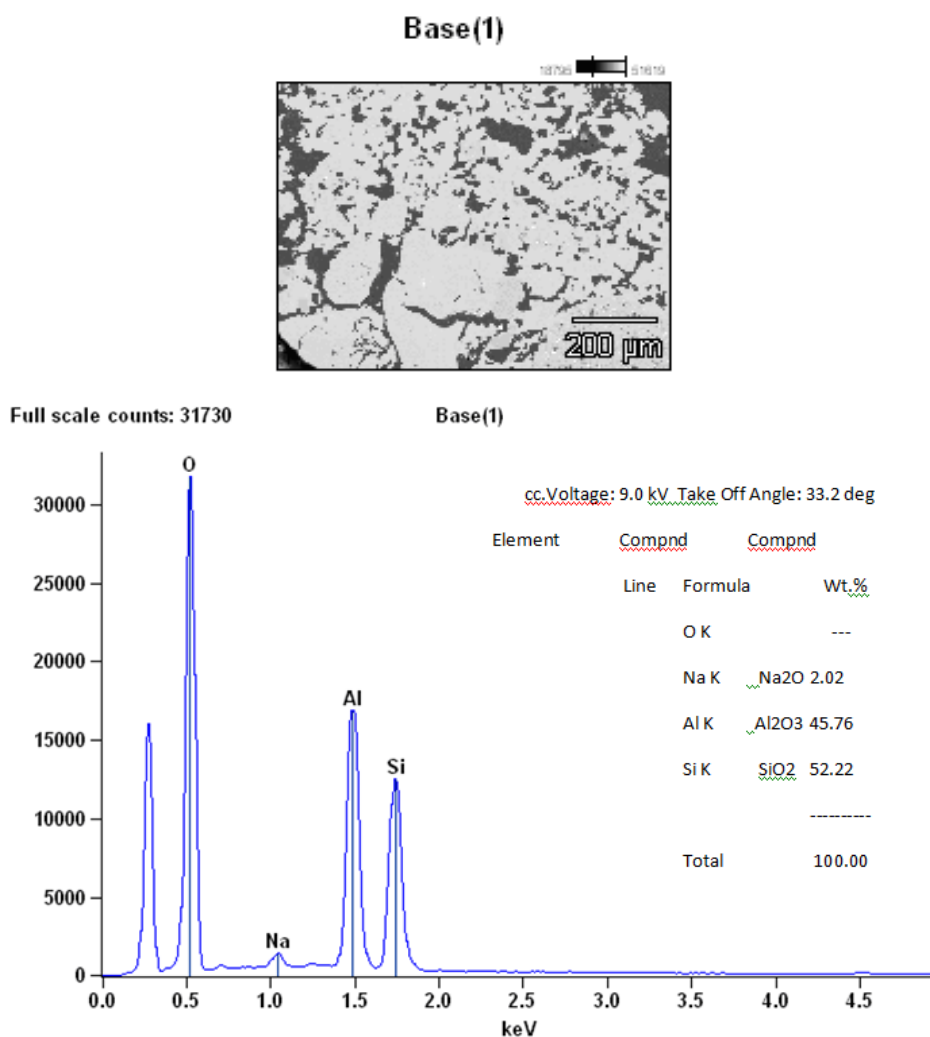 Base(1)
18795 51619
200 µm
Full scale counts: 31730 Base(1)
cc.Voltage: 9.0 kV Take Off Angle: 33.2 deg
Element Compnd Compnd
Line Formula Wt.%
O K ---
Na K Na2O 2.02
Al K Al2O3 45.76
Si K SiO2 52.22
----------
Total 100.00
O
Al
Si
Na
30000
25000
20000
15000
10000
5000
0
0.0 0.5 1.0 1.5 2.0 2.5 3.0 3.5 4.0 4.5
keV